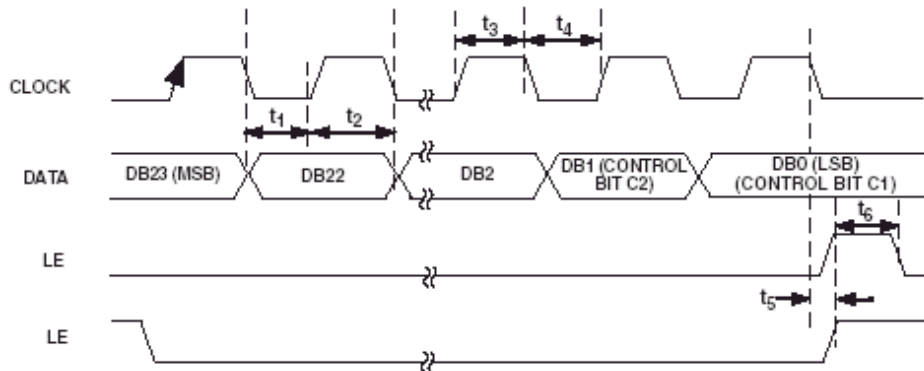 t3 t4
CLOCK
t1 t2
DATA
DB23 (MSB) DB22 DB2 DB1 (CONTROL BIT C2) DB0 (LSB) (CONTROL BIT C1)
t6
LE
t5
LE